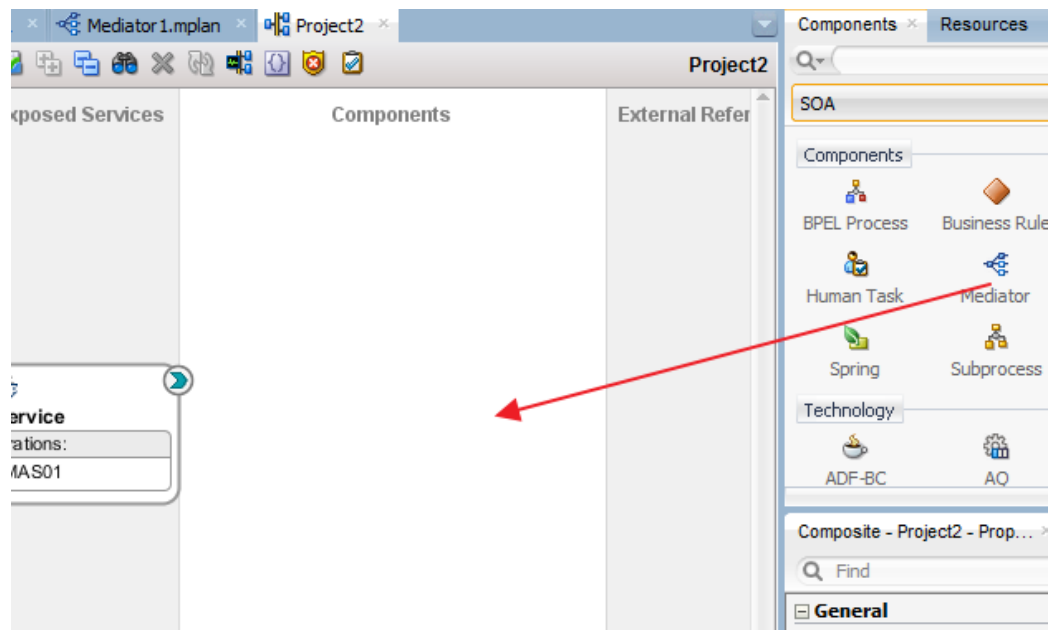 Mediator1.mplan
Project2
Components
Resources
Project2
xposed Services
Components
External Refer
SOA
Components
BPEL Process
Business Rule
Human Task
Mediator
Spring
Subprocess
ervice
rations:
MAS01
Technology
ADF-BC
AQ
Composite - Project2 - Prop...
Find
General